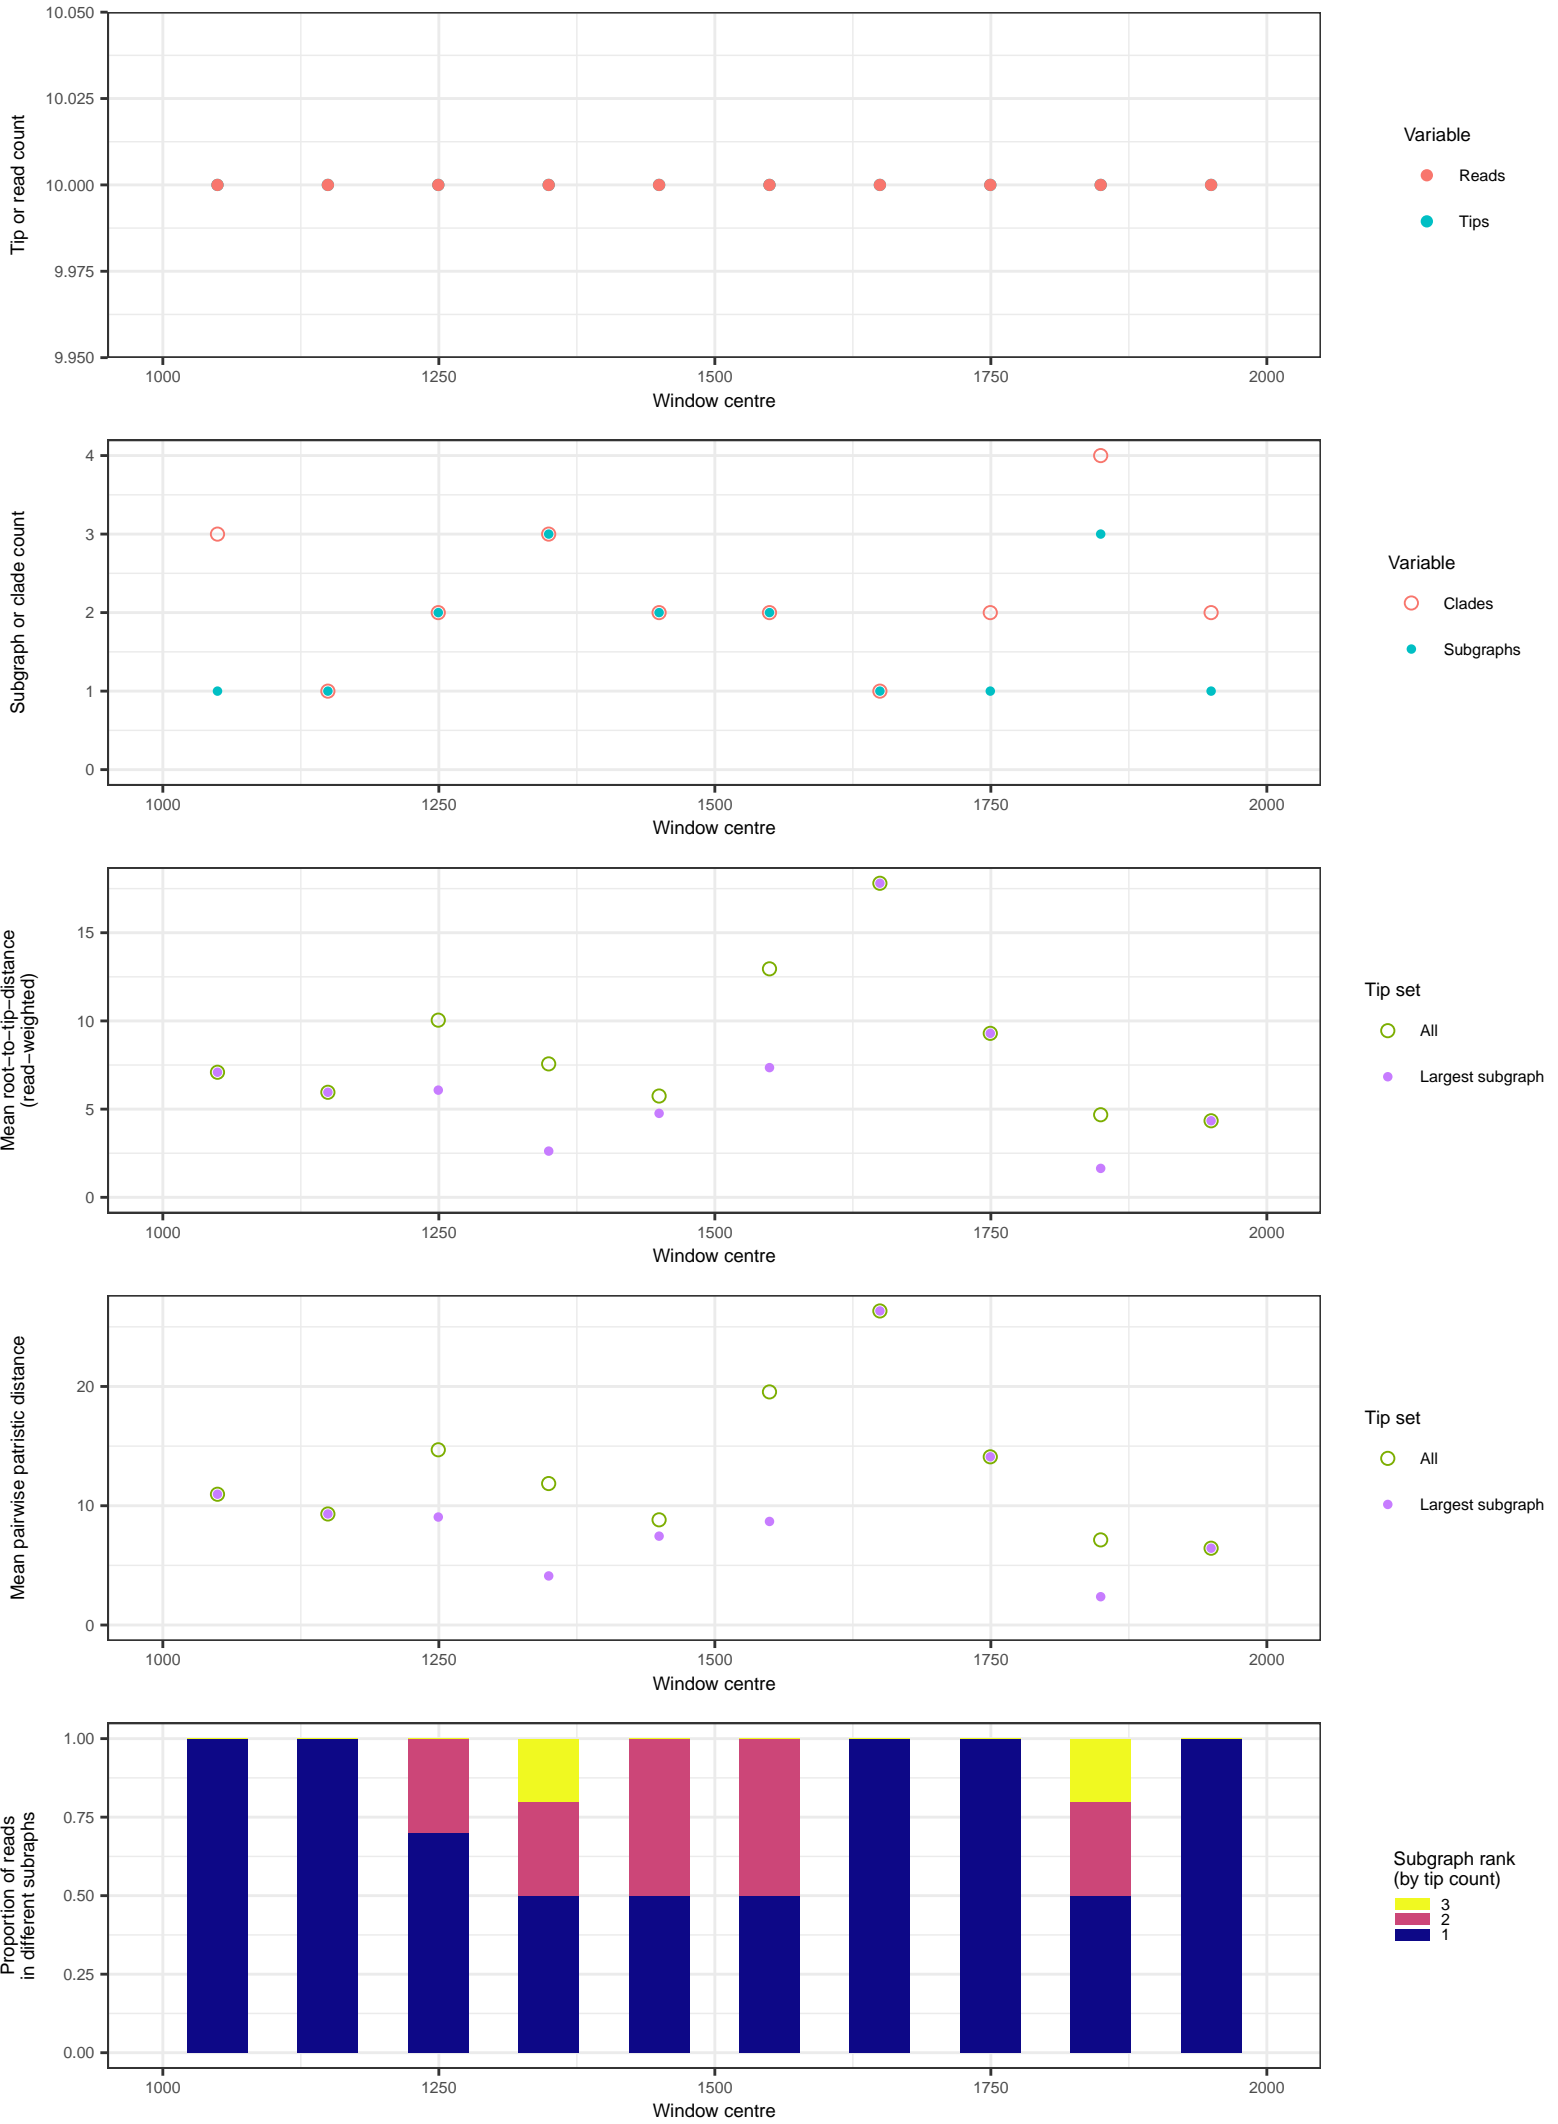 10.050
10.025
10.000
9.975
9.950
Tip or read count
1000 1250 1500 1750 2000
Window centre
Variable
Reads
Tips
4
3
2
1
0
Subgraph or clade count
1000 1250 1500 1750 2000
Window centre
Variable
Clades
Subgraphs
15
10
5
0
Mean root−to−tip−distance
(read−weighted)
1000 1250 1500 1750 2000
Window centre
Tip set
All
Largest subgraph
20
10
0
Mean pairwise patristic distance
1000 1250 1500 1750 2000
Window centre
Tip set
All
Largest subgraph
1.00
0.75
0.50
0.25
0.00
Proportion of reads
in different subraphs
1000 1250 1500 1750 2000
Window centre
Subgraph rank
(by tip count)
3
2
1